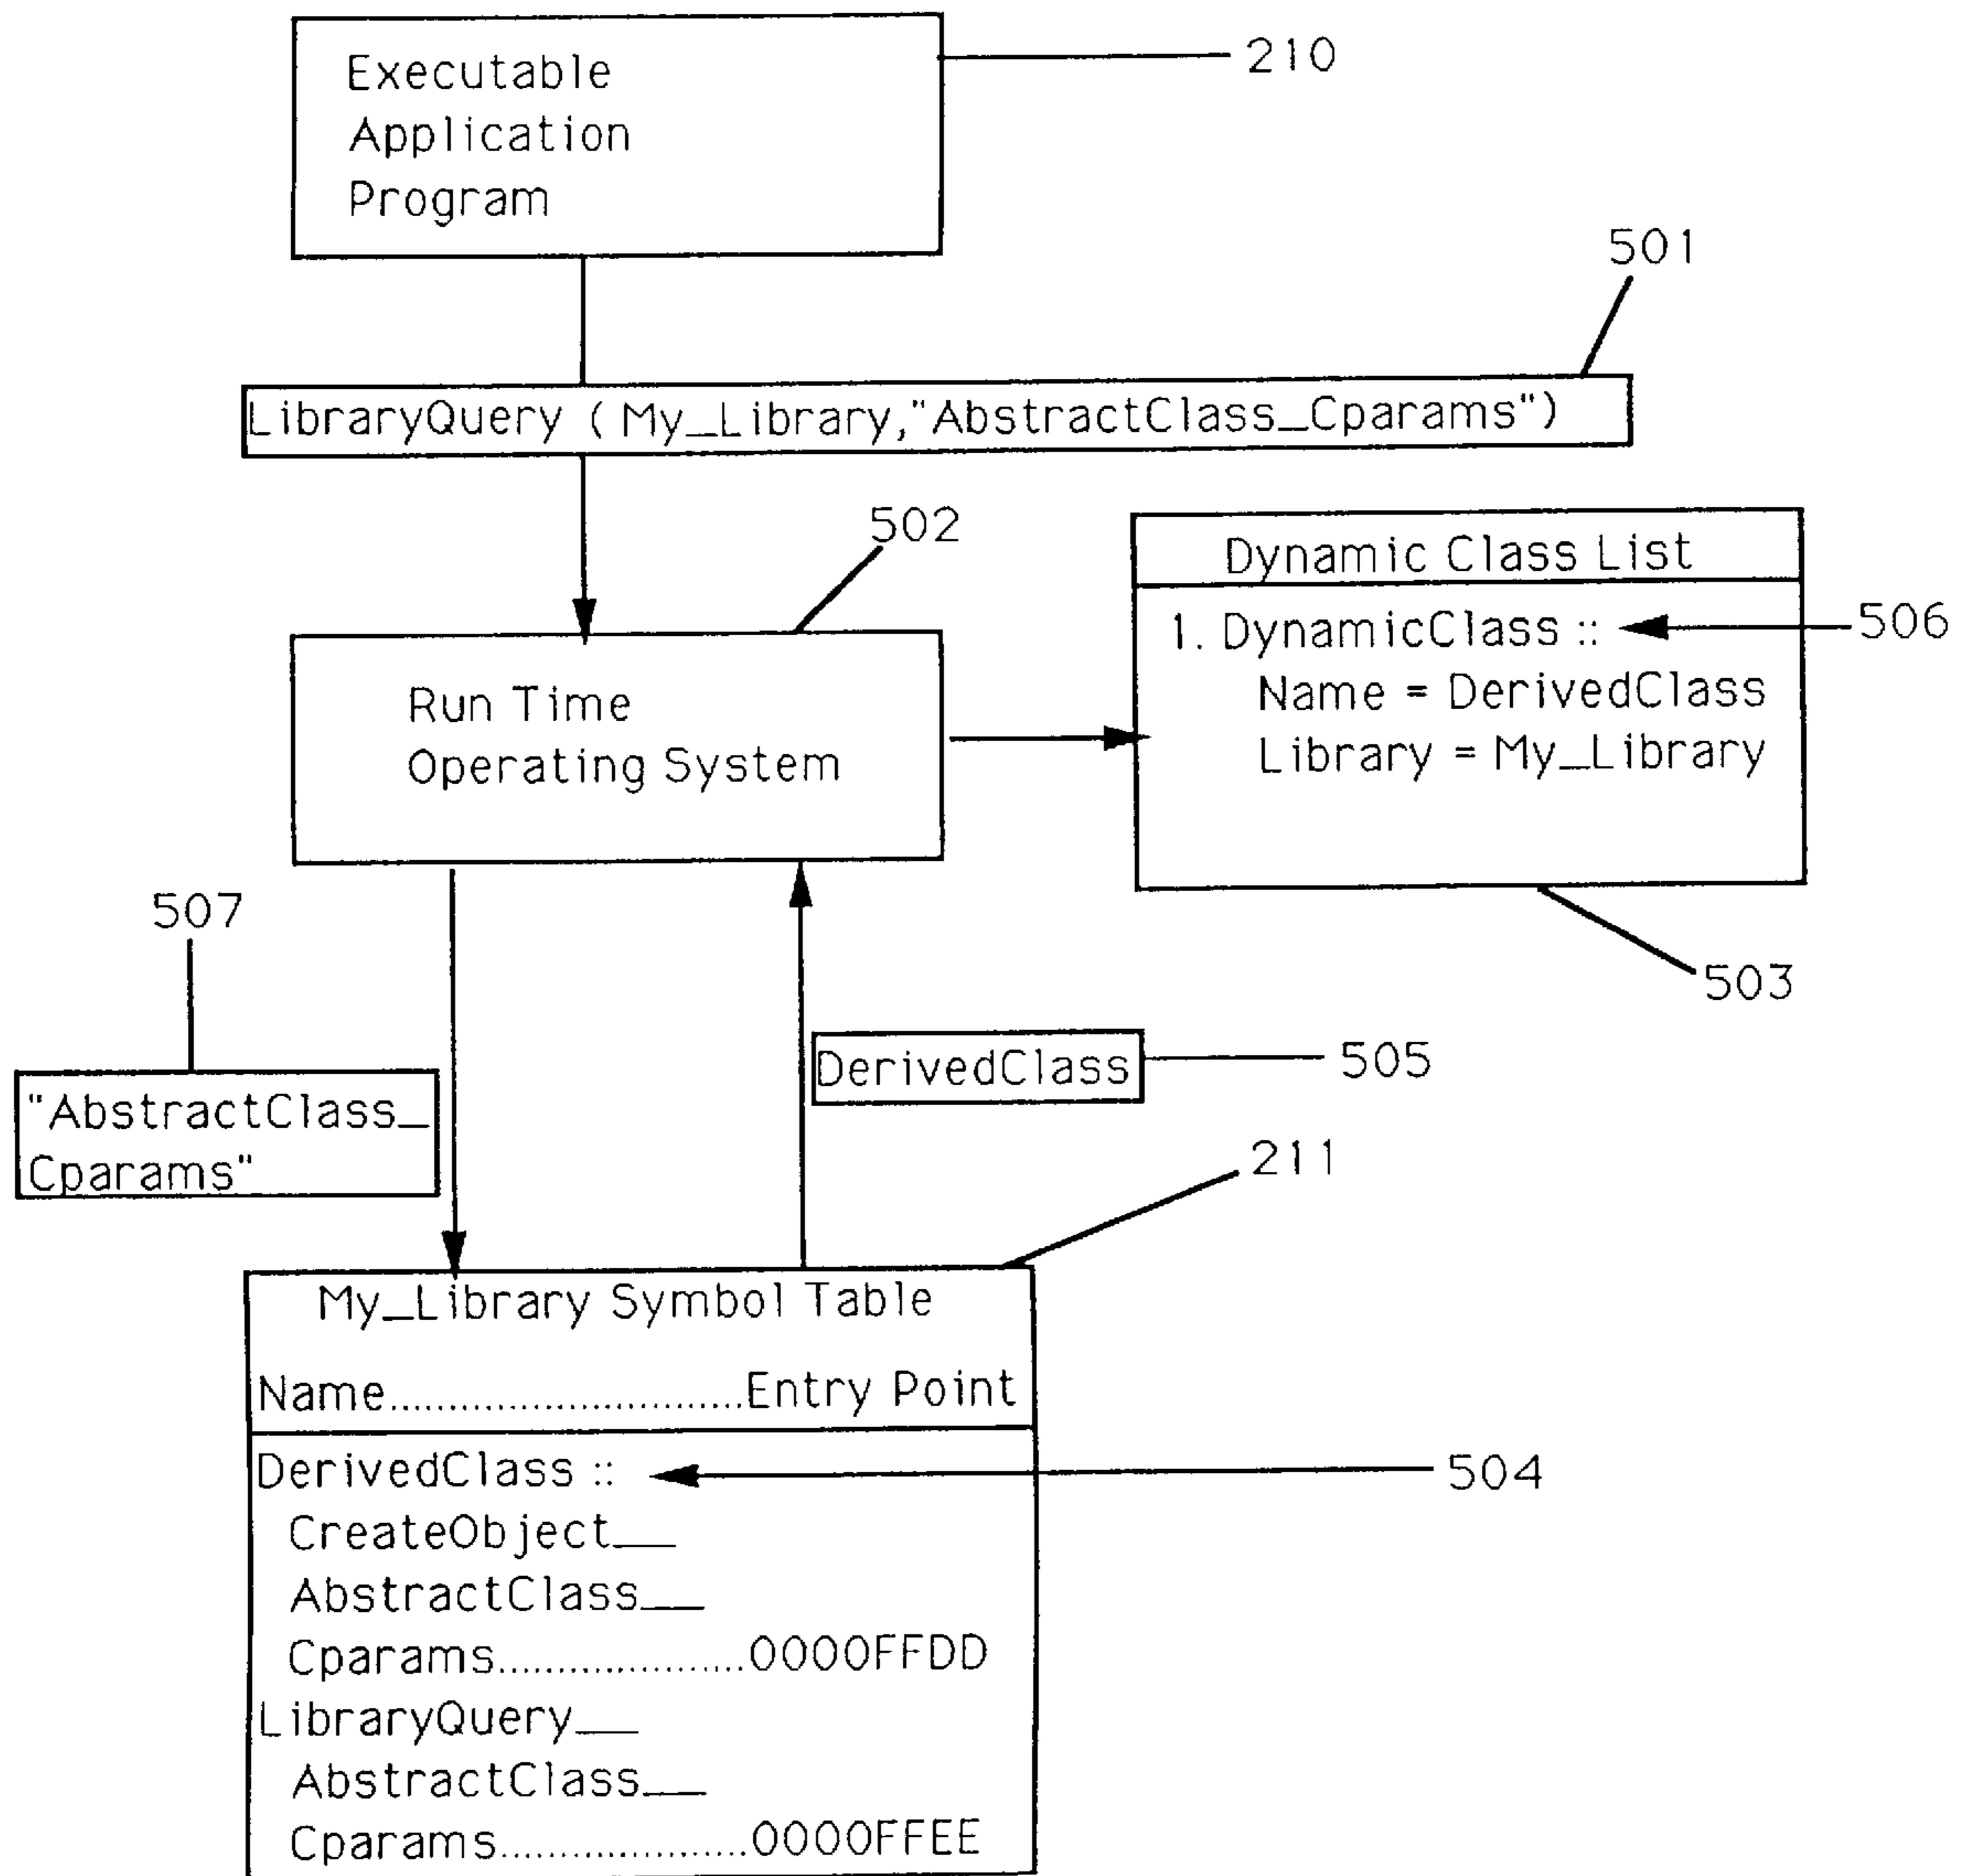 Executable
Application
Program
210
501
LibraryQuery ( My_Library,"AbstractClass_Cparams")
502
Run Time
Operating System
Dynamic Class List
1. DynamicClass ::
Name = DerivedClass
Library = My_Library
506
503
507
"AbstractClass_
Cparams"
DerivedClass
505
211
My_Library Symbol Table
Name..............................Entry Point
DerivedClass ::
504
CreateObject__
AbstractClass__
Cparams.....................0000FFDD
LibraryQuery__
AbstractClass__
Cparams.....................0000FFEE